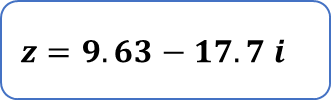 z = 9.63 − 17.7 i